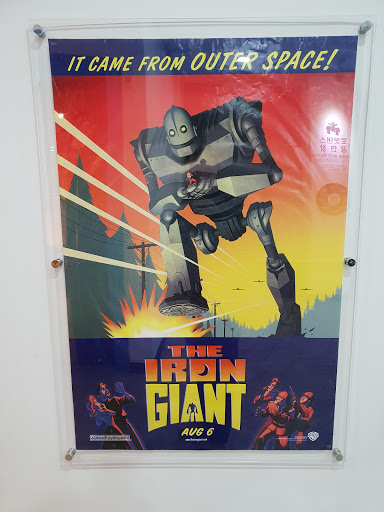 IT CAME FROM OUTER SPACE!
THE
IRON
GIANT
AUG 6